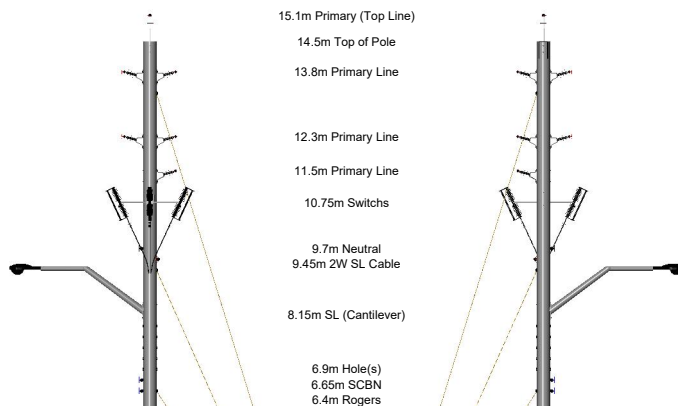 15.1m Primary (Top Line)
14.5m Top of Pole
13.8m Primary Line
12.3m Primary Line
11.5m Primary Line
10.75m Switchs
9.7m Neutral
9.45m 2W SL Cable
8.15m SL (Cantilever)
6.9m Hole(s)
6.65m SCBN
6.4m Rogers